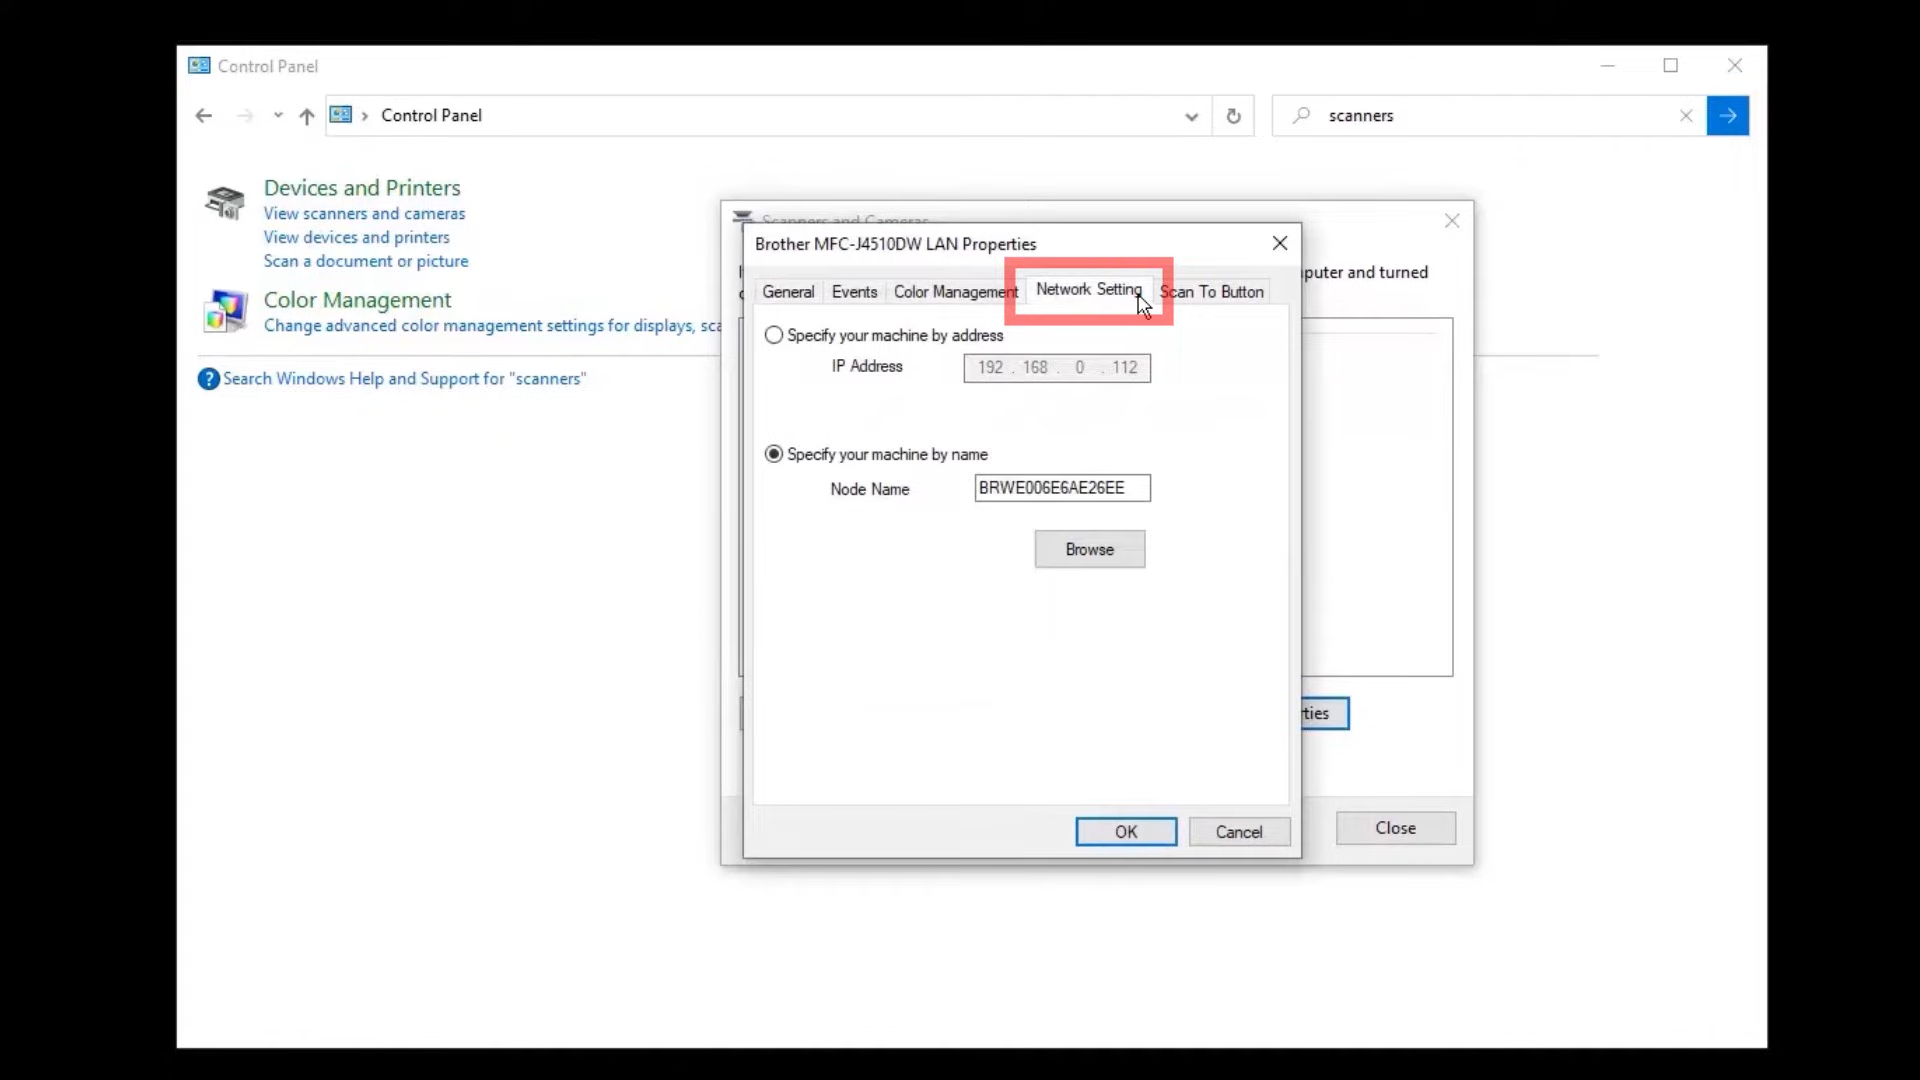 Control Panel
Control Panel
scanners
Devices and Printers
View scanners and cameras
View devices and printers
Scan a document or picture
Color Management
Change advanced color management settings for displays,
? Search Windows Help and Support for "scanners"
Scanners and Cameras
and turned
Brother MFC-J4510DW LAN Properties
General
Events
Color Management
Network Setting
Scan To Button
Specify your machine by address
IP Address
192 . 168 . 0 . 112
Specify your machine by name
Node Name
BRWE006E6AE26EE
Browse
OK
Cancel
Close